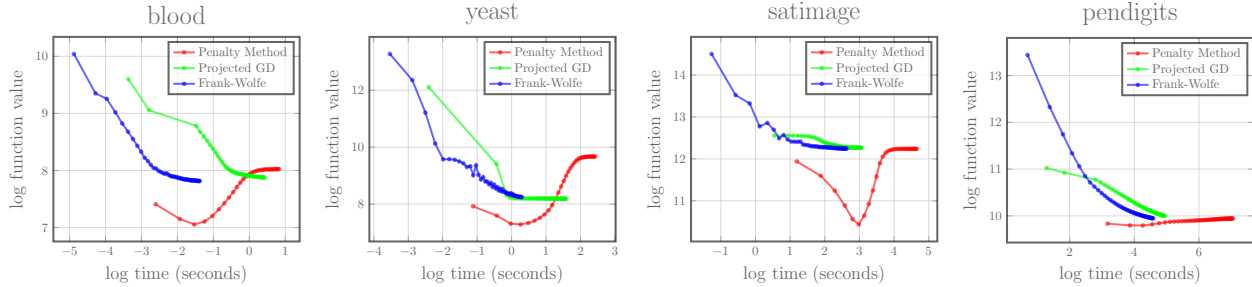 blood
log function value
10
9
8
7
Penalty Method
Projected GD
Frank-Wolfe
−5 −4 −3 −2 −1 0 1
log time (seconds)
yeast
log function value
12
10
8
Penalty Method
Projected GD
Frank-Wolfe
−4 −3 −2 −1 0 1 2 3
log time (seconds)
satimage
log function value
15
14
13
12
11
Penalty Method
Projected GD
Frank-Wolfe
−1 0 1 2 3 4 5
log time (seconds)
pendigits
log function value
13
12
11
10
Penalty Method
Projected GD
Frank-Wolfe
2 4 6
log time (seconds)